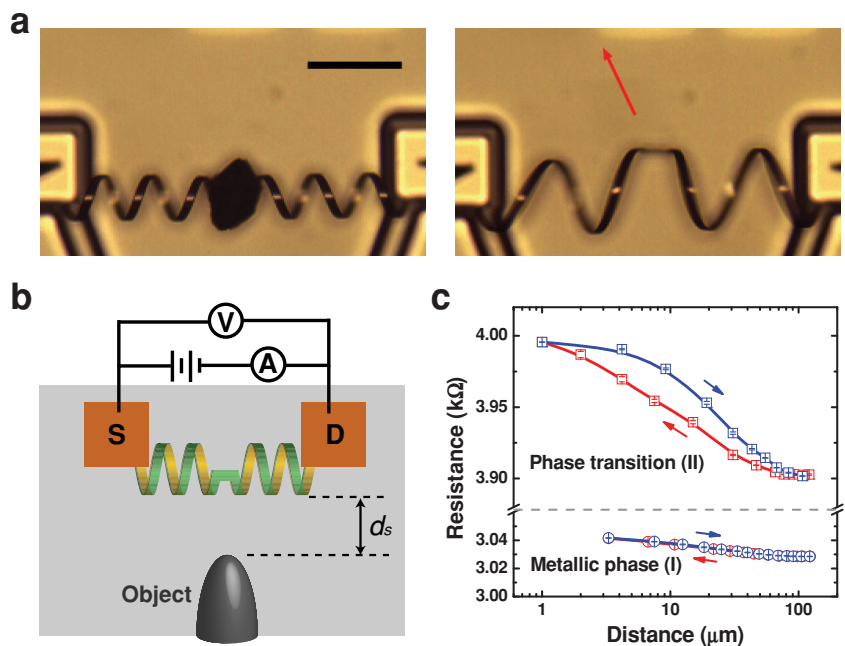 a
b
V
A
S
D
dₛ
Object
c
Resistance (kΩ)
4.00
3.95
3.90
3.04
3.02
3.00
Phase transition (II)
Metallic phase (I)
1
10
100
Distance (μm)